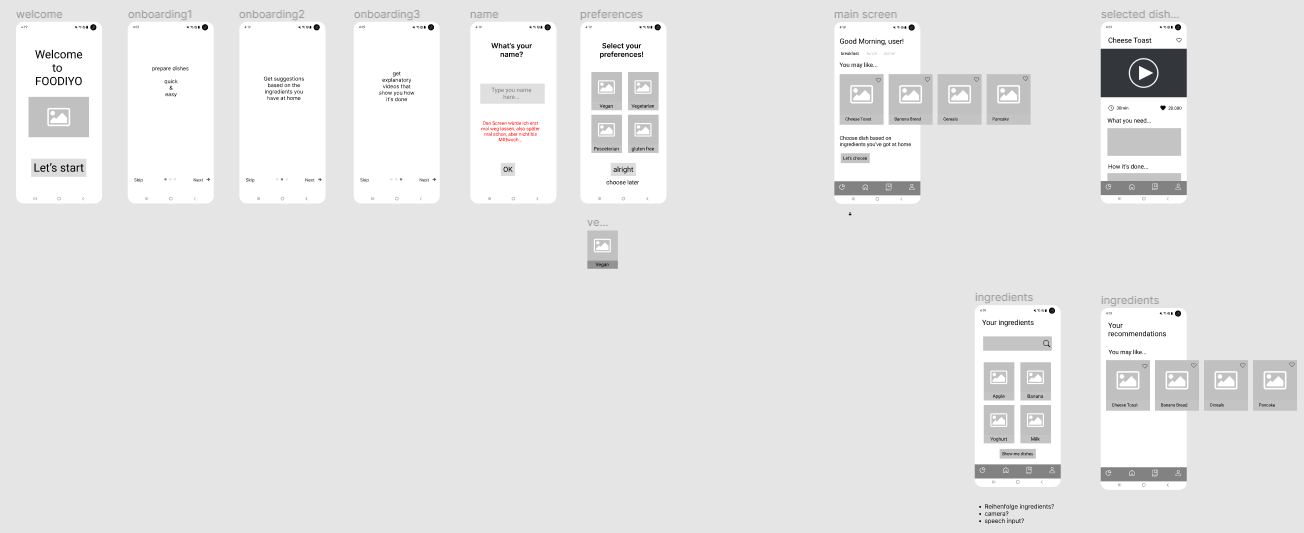 welcome
Welcome
to
FOODIYO
Let's start
onboarding1
prepare dishes
quick
&
easy
Skip
Next
onboarding2
Get suggestions
based on the
ingredients you
have at home
Skip
Next
onboarding3
get
explanatory
videos that
show you how
it's done
Skip
Next
name
What's your
name?
Type you name
here...
Den Screen würde ich erst
mal weg lassen, also später
mal schon, aber nicht bis
Mittwoch...
OK
preferences
Select your
preferences!
Vegan
Vegetarian
Pescetarian
gluten free
alright
choose later
ve...
Vegan
main screen
Good Morning, user!
breakfast
You may like...
Cheese Toast
Banana Bread
Cereals
Pancake
Choose dish based on
ingredients you've got at home
Let's choose
selected dish...
Cheese Toast
30min
20.000
What you need...
How it's done...
ingredients
Your ingredients
Apple
Banana
Yoghurt
Milk
Show my dishes
• Reihenfolge ingredients?
• camera?
• speech input?
ingredients
Your
recommendations
You may like...
Cheese Toast
Banana Bread
Cereals
Pancake